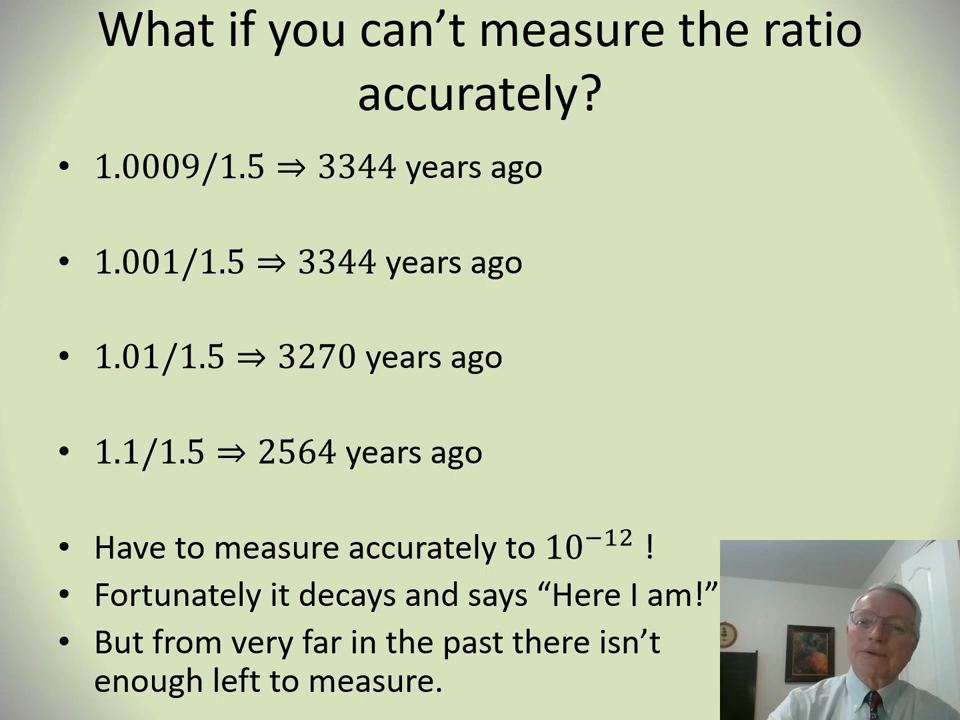 What if you can’t measure the ratio
accurately?
• 1.0009/1.5 ⇒ 3344 years ago
• 1.001/1.5 ⇒ 3344 years ago
• 1.01/1.5 ⇒ 3270 years ago
• 1.1/1.5 ⇒ 2564 years ago
• Have to measure accurately to 10⁻¹² !
• Fortunately it decays and says “Here I am!”
• But from very far in the past there isn’t
enough left to measure.